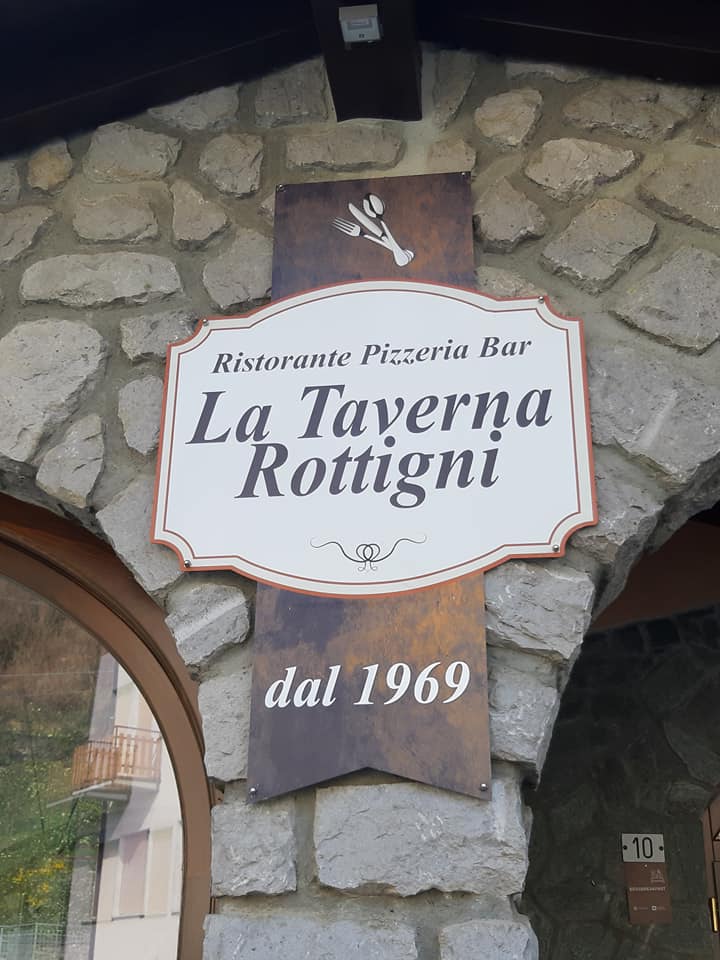 Ristorante Pizzeria Bar
La Taverna
Rottigni
dal 1969
10